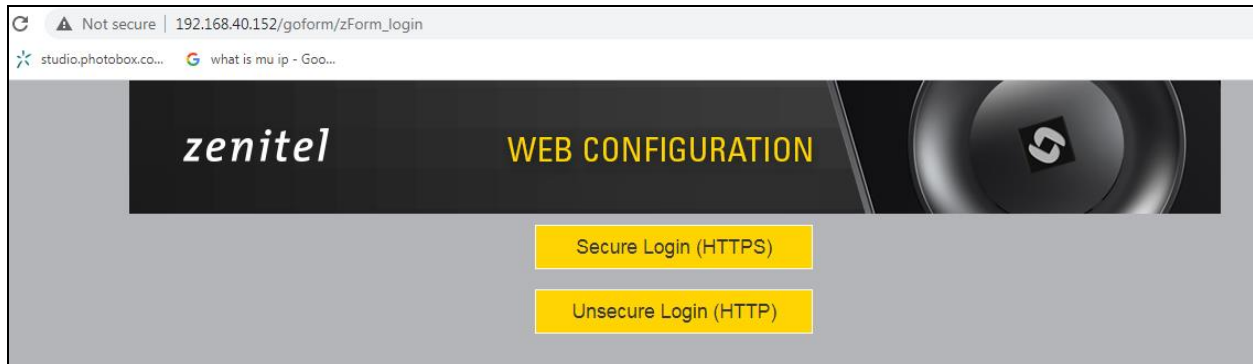 Not secure | 192.168.40.152/goform/zForm_login
studio.photobox.co... G what is mu ip - Goo...
zenitel WEB CONFIGURATION
Secure Login (HTTPS)
Unsecure Login (HTTP)